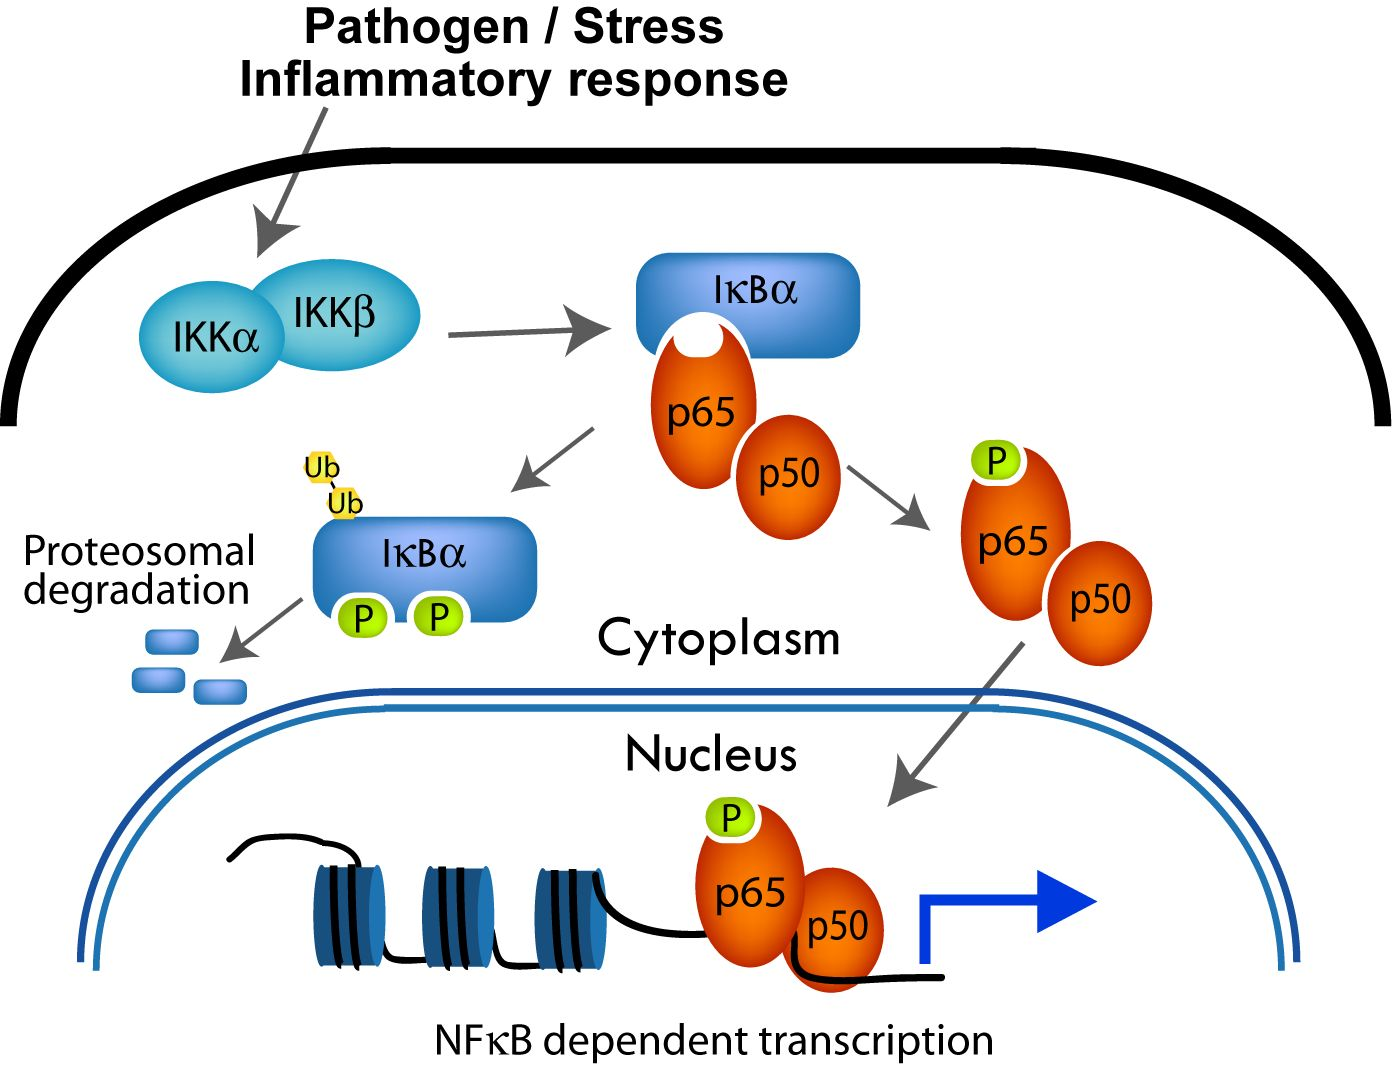 Pathogen / Stress
Inflammatory response
IKKα
IKKβ
IκBα
p65
p50
Ub
Ub
IκBα
P
P
Proteosomal
degradation
P
p65
p50
Cytoplasm
Nucleus
P
p65
p50
NFκB dependent transcription